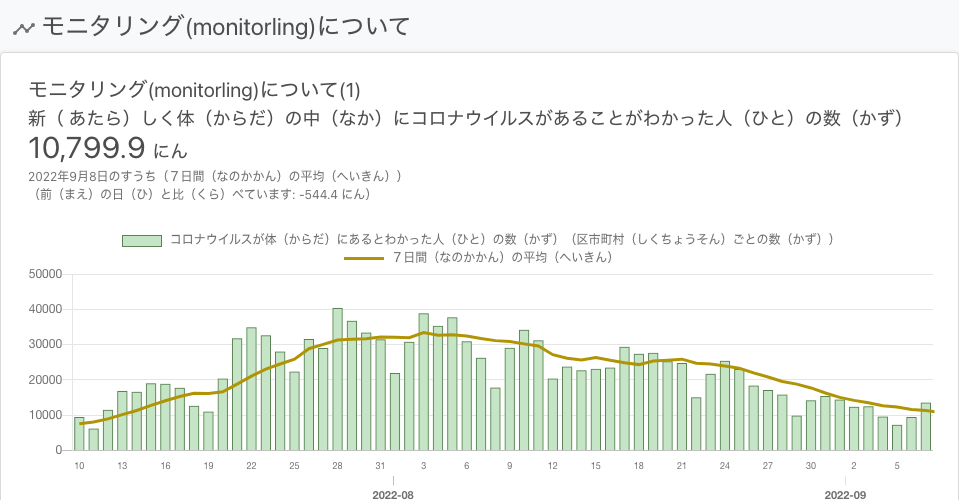 モニタリング(monitorling)について
モニタリング(monitorling)について(1)
新（ あたら）しく体（からだ）の中（なか）にコロナウイルスがあることがわかった人（ひと）の数（かず）
10,799.9 にん
2022年9月8日のすうち（７日間（なのかかん）の平均（へいきん））
（前（まえ）の日（ひ）と比（くら）べています: -544.4 にん）
コロナウイルスが体（からだ）にあるとわかった人（ひと）の数（かず）（区市町村（しくちょうそん）ごとの数（かず））
７日間（なのかかん）の平均（へいきん）
50000
40000
30000
20000
10000
0
10 13 16 19 22 25 28 31 3 6 9 12 15 18 21 24 27 30 2 5
2022-08 2022-09